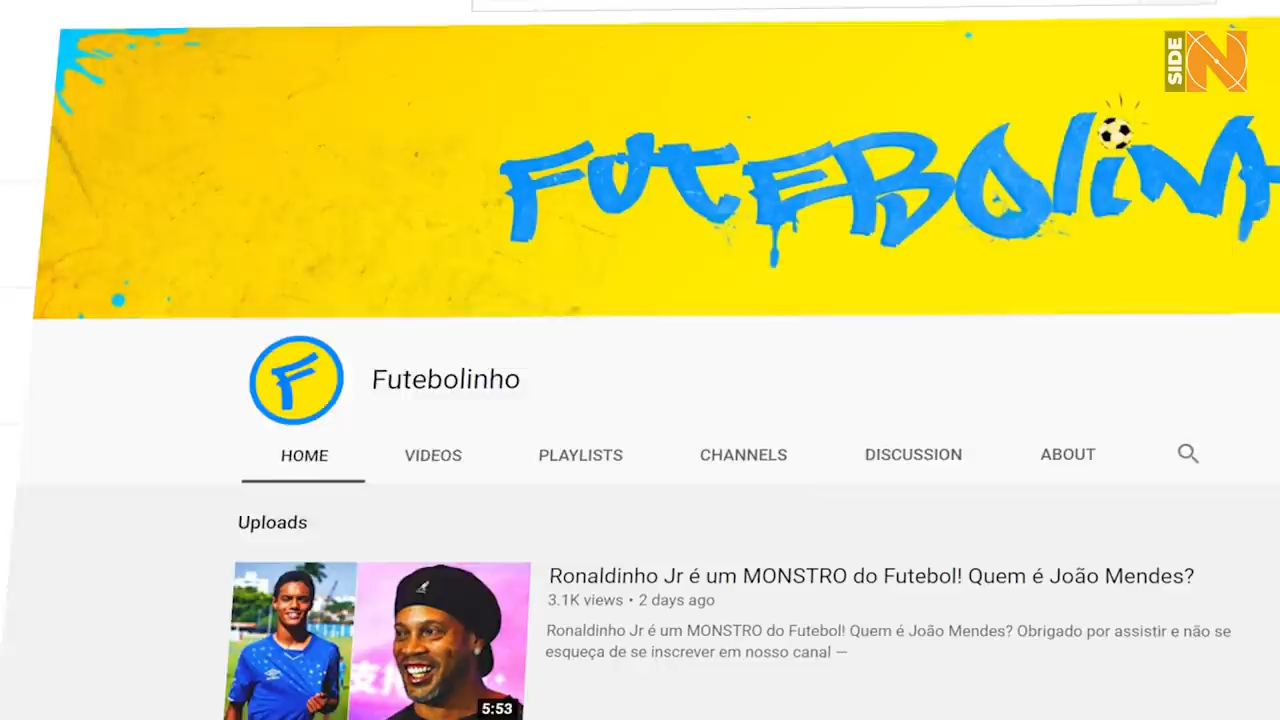 SIDE N
FUTEBOLINH
F
Futebolinho
HOME VIDEOS PLAYLISTS CHANNELS DISCUSSION ABOUT
Uploads
Ronaldinho Jr é um MONSTRO do Futebol! Quem é João Mendes?
3.1K views • 2 days ago
Ronaldinho Jr é um MONSTRO do Futebol! Quem é João Mendes? Obrigado por assistir e não se
esqueça de se inscrever em nosso canal —
5:53